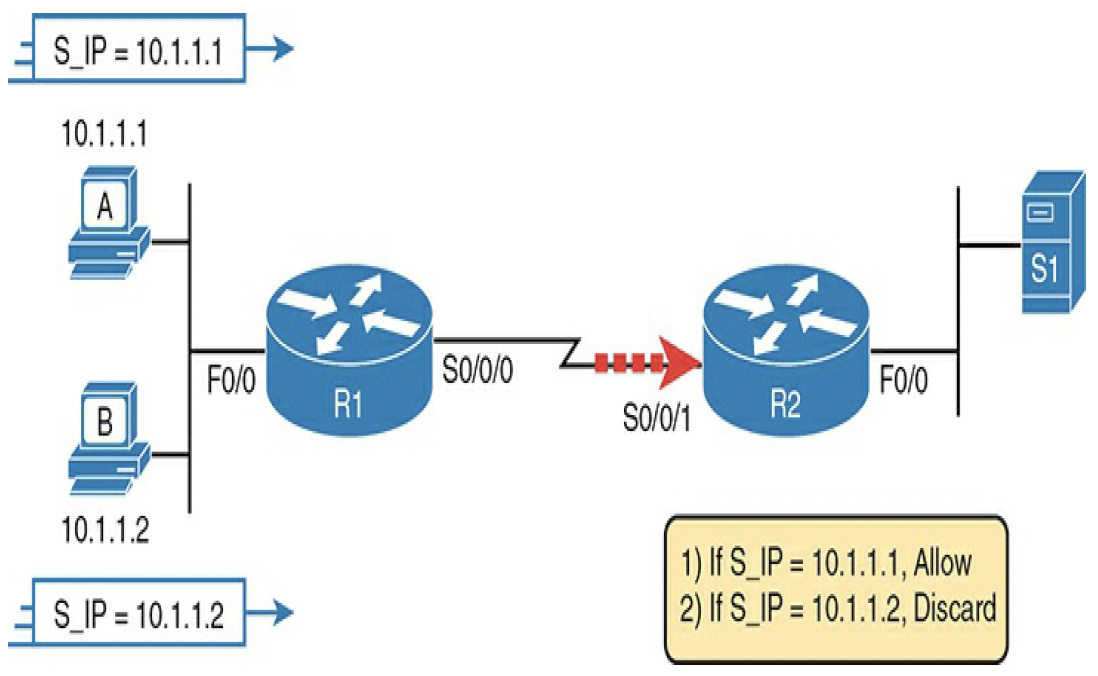 S_IP = 10.1.1.1
10.1.1.1
A
S1
F0/0
R1
S0/0/0
S0/0/1
R2
F0/0
B
10.1.1.2
S_IP = 10.1.1.2
1) If S_IP = 10.1.1.1, Allow
2) If S_IP = 10.1.1.2, Discard